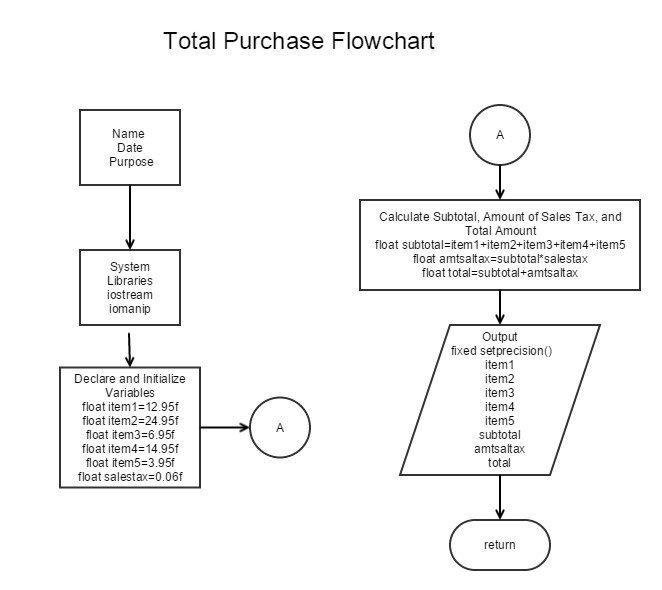 Total Purchase Flowchart
Name
Date
Purpose
System
Libraries
iostream
iomanip
Declare and Initialize
Variables
float item1=12.95f
float item2=24.95f
float item3=6.95f
float item4=14.95f
float item5=3.95f
float salestax=0.06f
A
A
Calculate Subtotal, Amount of Sales Tax, and
Total Amount
float subtotal=item1+item2+item3+item4+item5
float amtsaltax=subtotal*salestax
float total=subtotal+amtsaltax
Output
fixed setprecision()
item1
item2
item3
item4
item5
subtotal
amtsaltax
total
return